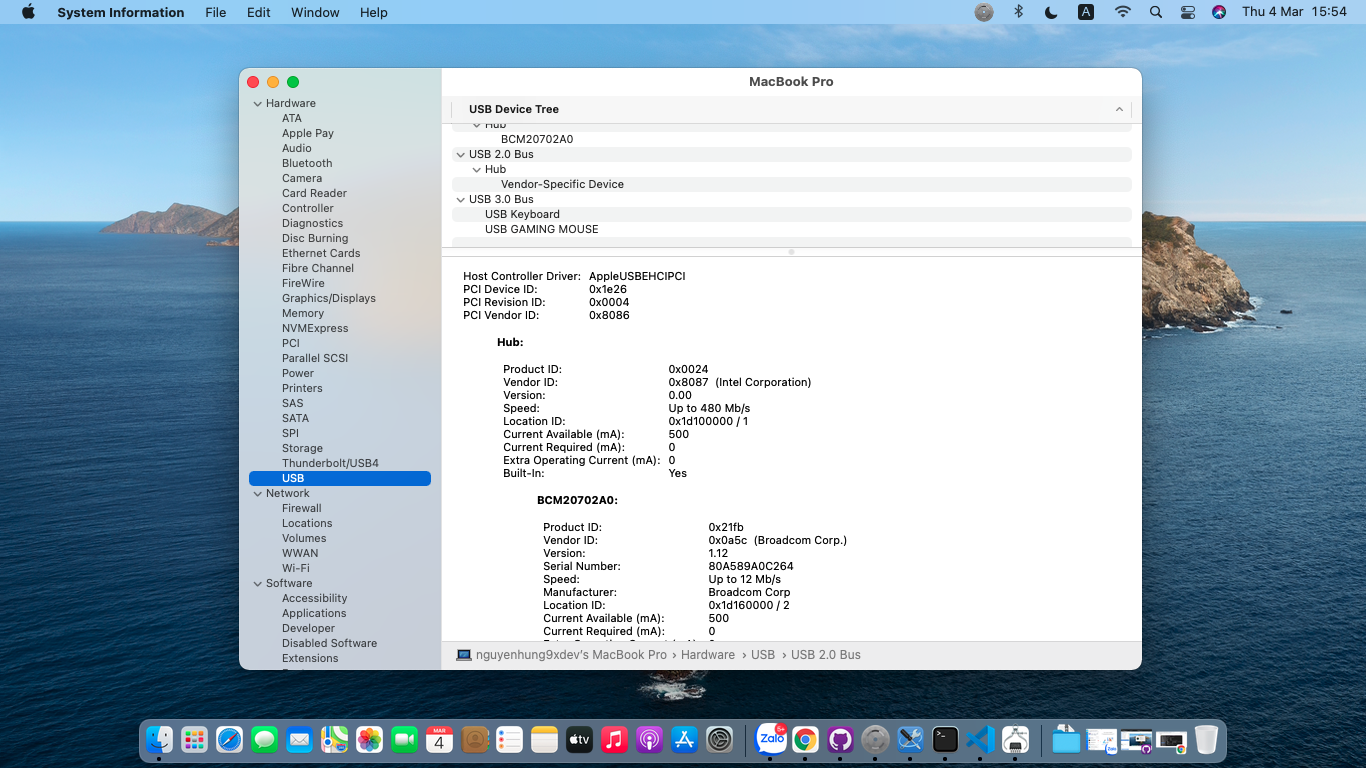 System Information File Edit Window Help A Thu 4 Mar 15:54
MacBook Pro
Hardware
ATA
Apple Pay
Audio
Bluetooth
Camera
Card Reader
Controller
Diagnostics
Disc Burning
Ethernet Cards
Fibre Channel
FireWire
Graphics/Displays
Memory
NVMExpress
PCI
Parallel SCSI
Power
Printers
SAS
SATA
SPI
Storage
Thunderbolt/USB4
USB
Network
Firewall
Locations
Volumes
WWAN
Wi-Fi
Software
Accessibility
Applications
Developer
Disabled Software
Extensions
USB Device Tree
Hub
BCM20702A0
USB 2.0 Bus
Hub
Vendor-Specific Device
USB 3.0 Bus
USB Keyboard
USB GAMING MOUSE
Host Controller Driver: AppleUSBEHCIPCI
PCI Device ID: 0x1e26
PCI Revision ID: 0x0004
PCI Vendor ID: 0x8086
Hub:
Product ID: 0x0024
Vendor ID: 0x8087 (Intel Corporation)
Version: 0.00
Speed: Up to 480 Mb/s
Location ID: 0x1d100000 / 1
Current Available (mA): 500
Current Required (mA): 0
Extra Operating Current (mA): 0
Built-In: Yes
BCM20702A0:
Product ID: 0x21fb
Vendor ID: 0x0a5c (Broadcom Corp.)
Version: 1.12
Serial Number: 80A589A0C264
Speed: Up to 12 Mb/s
Manufacturer: Broadcom Corp
Location ID: 0x1d160000 / 2
Current Available (mA): 500
Current Required (mA): 0
nguyenhung9xdev's MacBook Pro › Hardware › USB › USB 2.0 Bus
MAR
4
tv
Zalo
5+